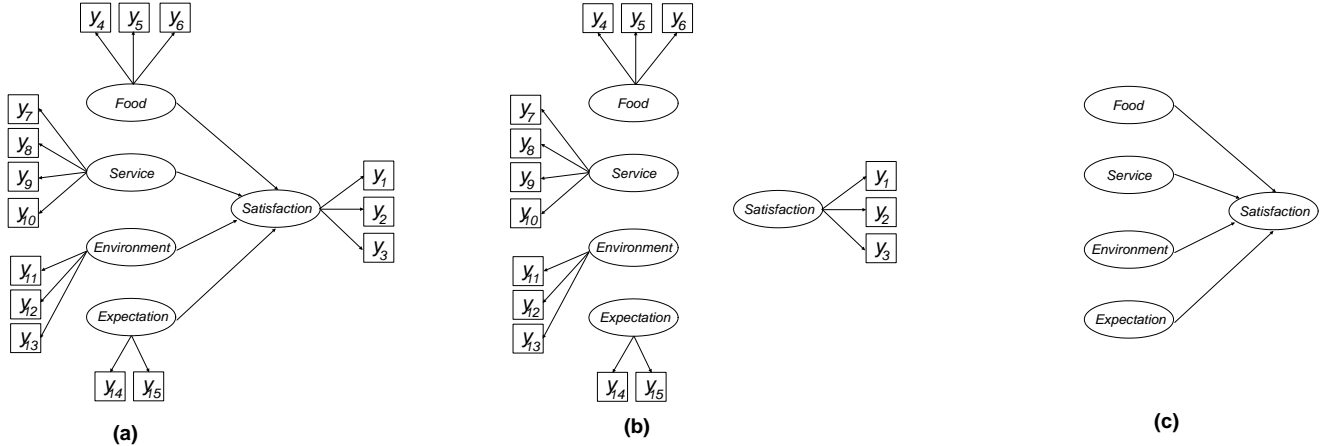 y4 y5 y6
Food
y7
y8
y9
y10
Service
Satisfaction
y1
y2
y3
Environment
y11
y12
y13
Expectation
y14 y15
(a)
y4 y5 y6
Food
y7
y8
y9
y10
Service
Satisfaction
y1
y2
y3
Environment
y11
y12
y13
Expectation
y14 y15
(b)
Food
Service
Satisfaction
Environment
Expectation
(c)